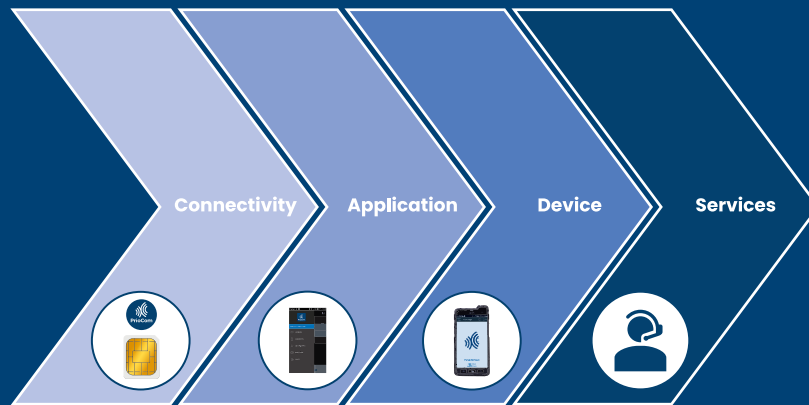 Connectivity
Application
Device
Services
PrioCom